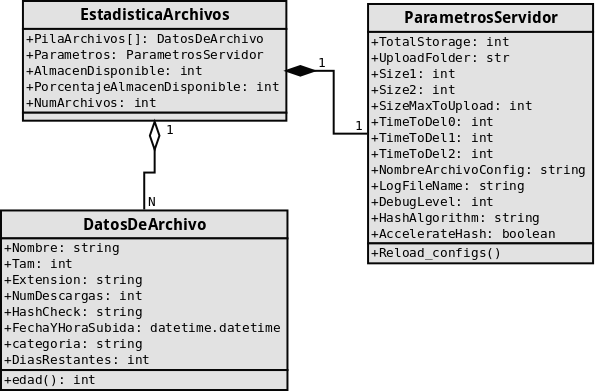 EstadisticaArchivos
+PilaArchivos[]: DatosDeArchivo
+Parametros: ParametrosServidor
+AlmacenDisponible: int
+PorcentajeAlmacenDisponible: int
+NumArchivos: int
1
1
1
N
ParametrosServidor
+TotalStorage: int
+UploadFolder: str
+Size1: int
+Size2: int
+SizeMaxToUpload: int
+TimeToDel0: int
+TimeToDel1: int
+TimeToDel2: int
+NombreArchivoConfig: string
+LogFileName: string
+DebugLevel: int
+HashAlgorithm: string
+AccelerateHash: boolean
+Reload_configs()
DatosDeArchivo
+Nombre: string
+Tam: int
+Extension: string
+NumDescargas: int
+HashCheck: string
+FechaYHoraSubida: datetime.datetime
+categoria: string
+DiasRestantes: int
+edad(): int